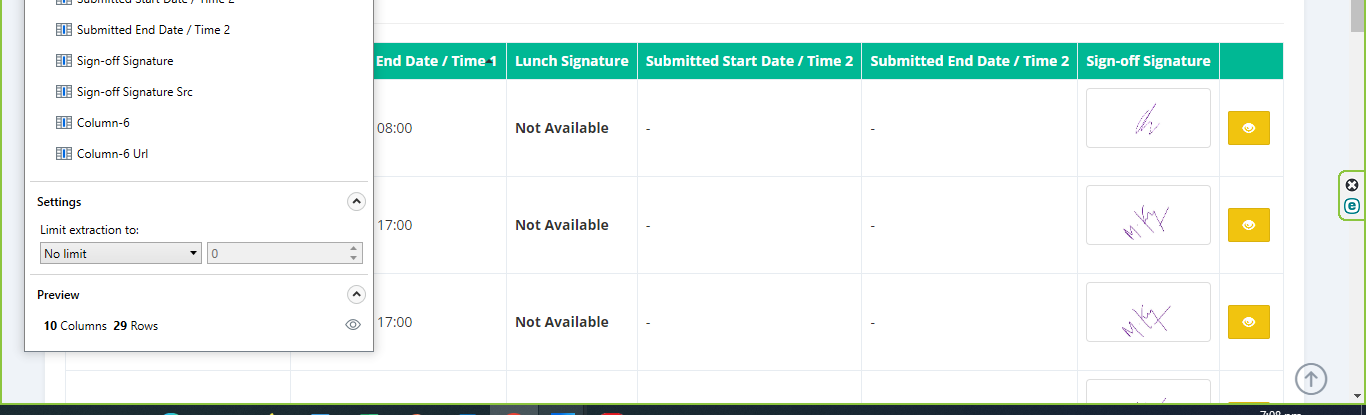 Submitted Start Date / Time 2
Submitted End Date / Time 2
Sign-off Signature
Sign-off Signature Src
Column-6
Column-6 Url
Settings
Limit extraction to:
No limit
0
Preview
10 Columns 29 Rows
End Date / Time 1 Lunch Signature Submitted Start Date / Time 2 Submitted End Date / Time 2 Sign-off Signature
08:00 Not Available - -
17:00 Not Available - -
17:00 Not Available - -
e
7:08 pm